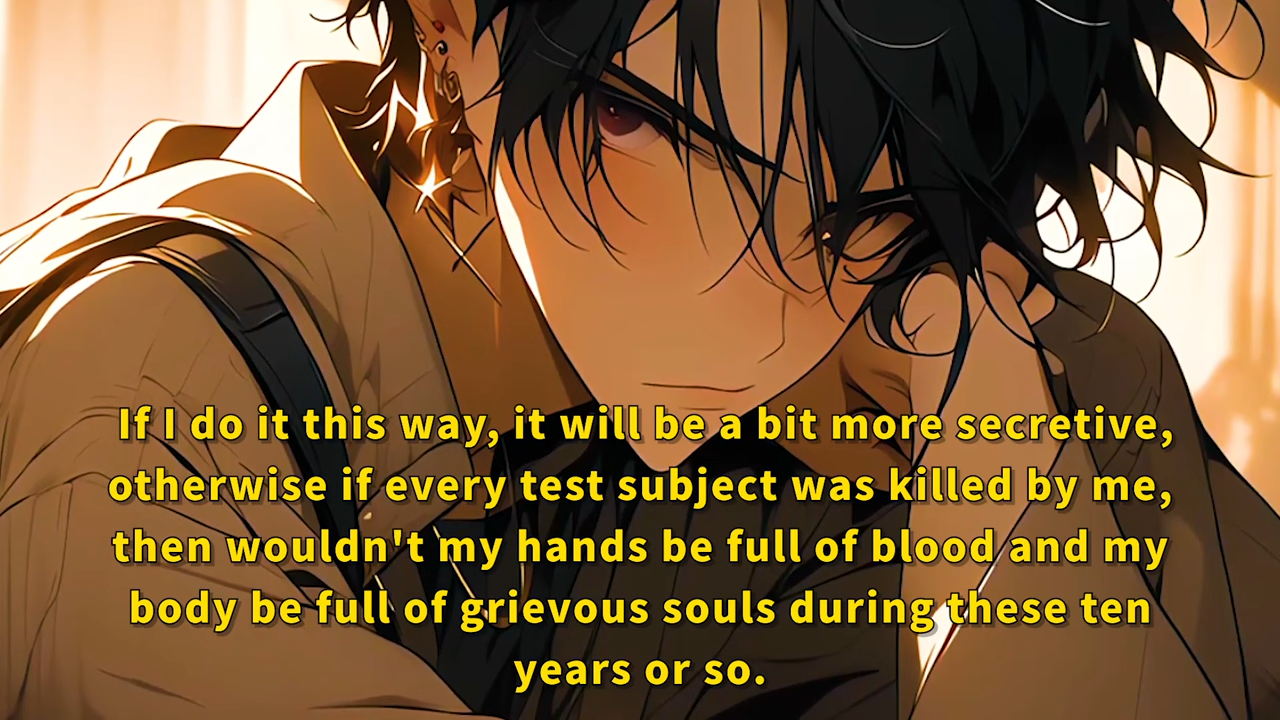 If I do it this way, it will be a bit more secretive,
otherwise if every test subject was killed by me,
then wouldn't my hands be full of blood and my
body be full of grievous souls during these ten
years or so.